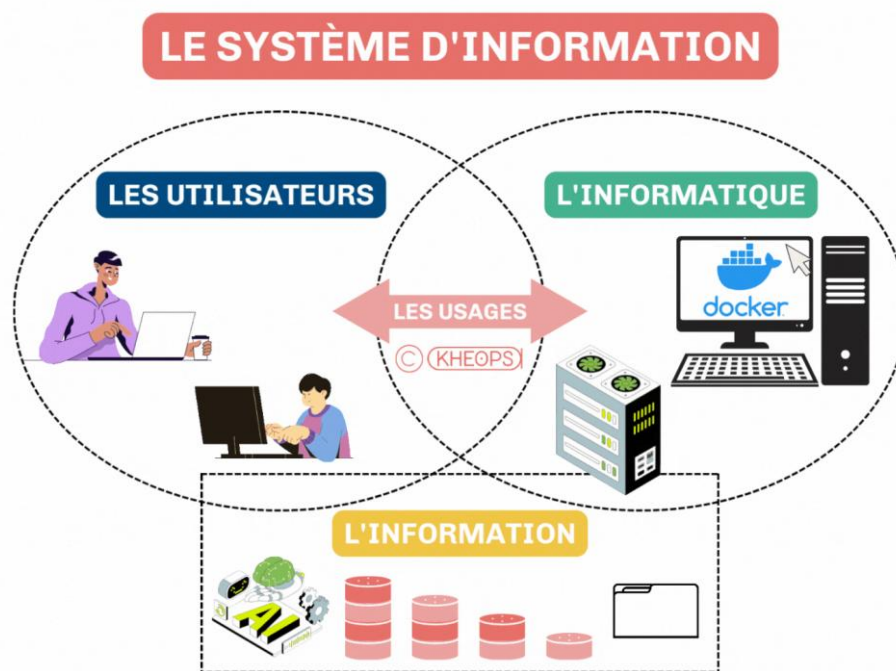 LE SYSTÈME D'INFORMATION
LES UTILISATEURS
L'INFORMATIQUE
docker
LES USAGES
© KHEOPS
L'INFORMATION
AI